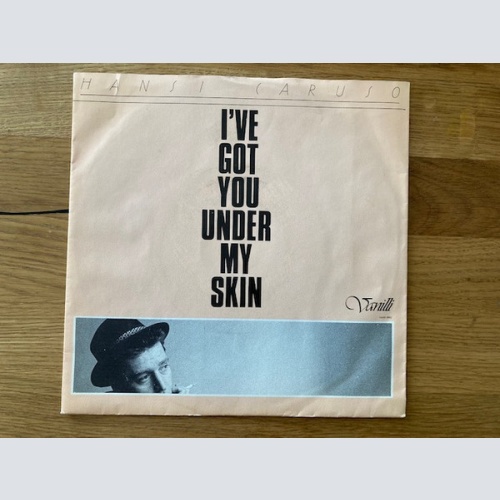 HANSI CARUSO
I'VE
GOT
YOU
UNDER
MY
SKIN
Vanilli